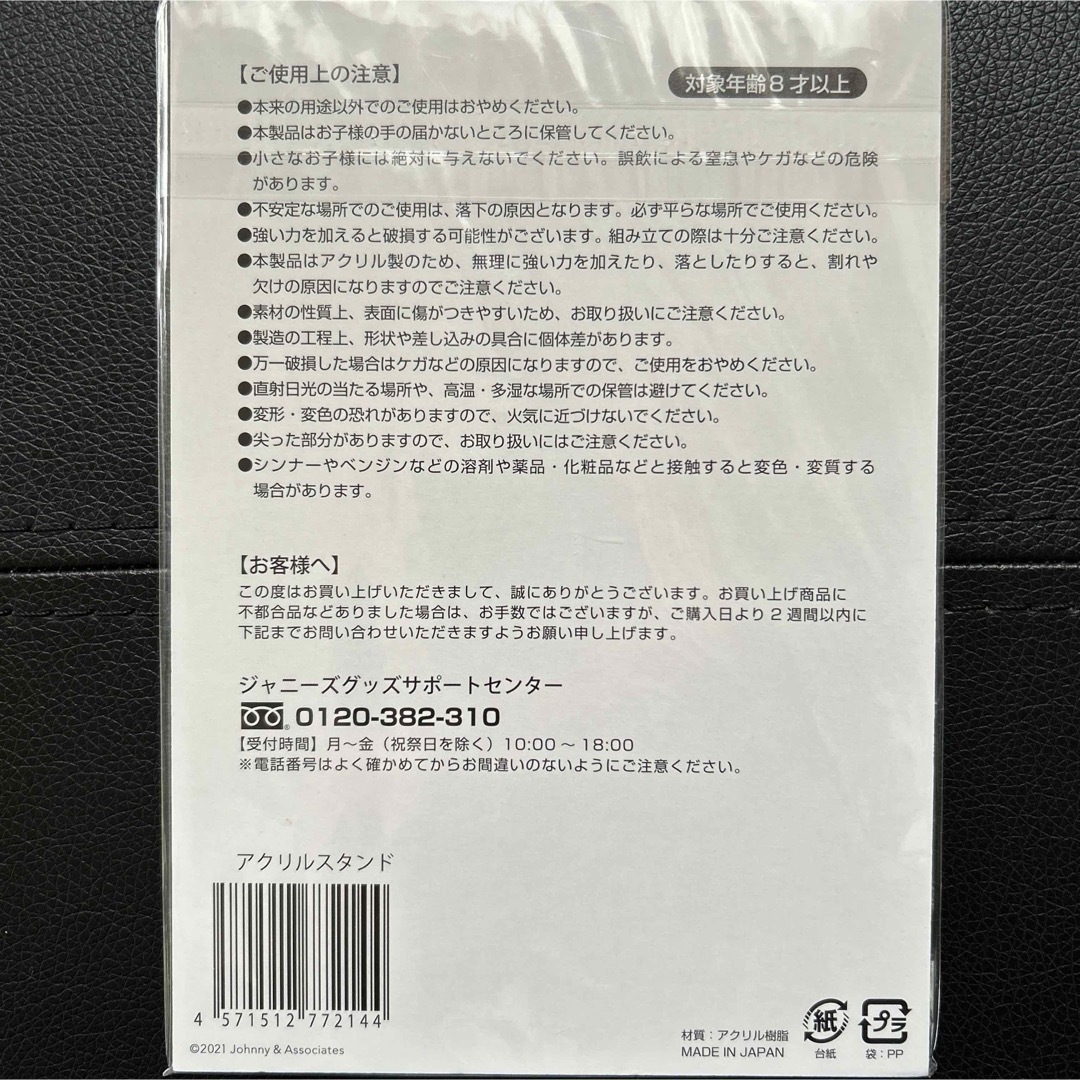 【ご使用上の注意】
対象年齢8才以上
●本来の用途以外でのご使用はおやめください。
●本製品はお子様の手の届かないところに保管してください。
●小さなお子様には絶対に与えないでください。誤飲による窒息やケガなどの危険
があります。
●不安定な場所でのご使用は、落下の原因となります。必ず平らな場所でご使用ください。
●強い力を加えると破損する可能性がございます。組み立ての際は十分ご注意ください。
●本製品はアクリル製のため、無理に強い力を加えたり、落としたりすると、割れや
欠けの原因になりますのでご注意ください。
●素材の性質上、表面に傷がつきやすいため、お取り扱いにご注意ください。
●製造の工程上、形状や差し込みの具合に個体差があります。
●万一破損した場合はケガなどの原因になりますので、ご使用をおやめください。
●直射日光の当たる場所や、高温・多湿な場所での保管は避けてください。
●変形・変色の恐れがありますので、火気に近づけないでください。
●尖った部分がありますので、お取り扱いにはご注意ください。
●シンナーやベンジンなどの溶剤や薬品・化粧品などと接触すると変色・変質する
場合があります。
【お客様へ】
この度はお買い上げいただきまして、誠にありがとうございます。お買い上げ商品に
不都合品などありました場合は、お手数ではございますが、ご購入日より2週間以内に
下記までお問い合わせいただきますようお願い申し上げます。
ジャニーズグッズサポートセンター
0120-382-310
【受付時間】月〜金（祝祭日を除く）10:00〜18:00
※電話番号はよく確かめてからお間違いのないようにご注意ください。
アクリルスタンド
4 571512 772144
©2021 Johnny & Associates
材質：アクリル樹脂
MADE IN JAPAN
紙
台紙
プラ
袋：PP